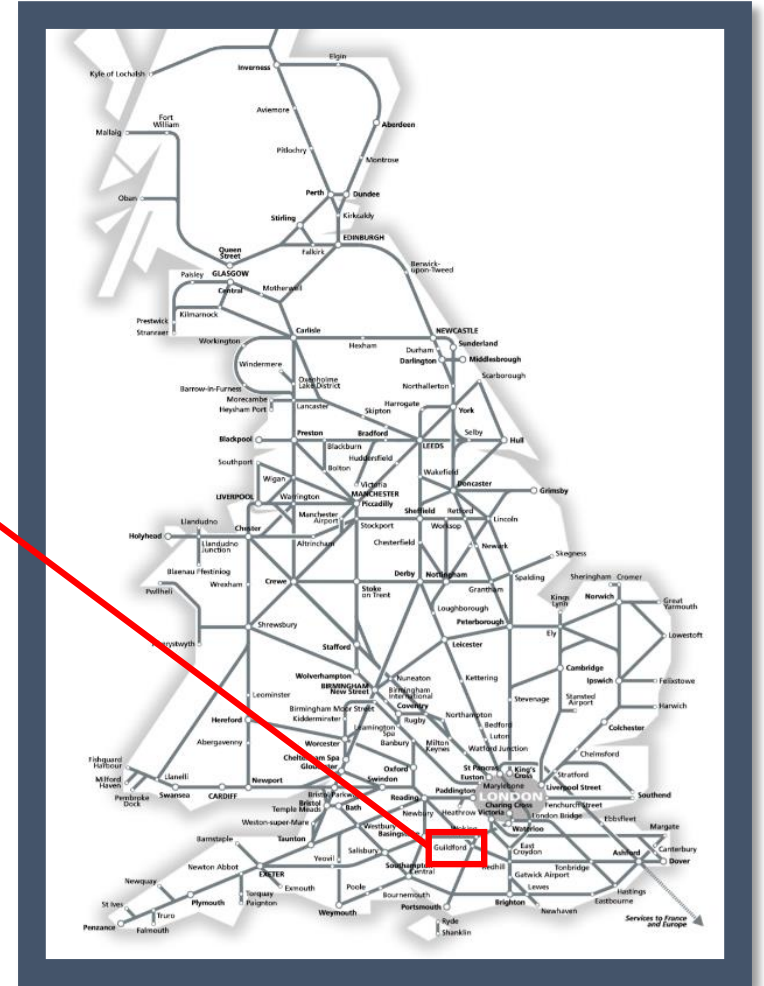 Elgin
Inverness
Kyle of Lochalsh
Aviemore
Fort
William
Mallaig
Aberdeen
Pitlochry
Montrose
Perth
Dundee
Oban
Stirling
Kirkcaldy
EDINBURGH
Queen
Street
Falkirk
Berwick-
upon-Tweed
Paisley
GLASGOW
Central
Motherwell
Prestwick
Kilmarnock
Stranraer
Carlisle
NEWCASTLE
Workington
Hexham
Sunderland
Durham
Darlington
Middlesbrough
Windermere
Scarborough
Oxenholme
Lake District
Northallerton
Barrow-in-Furness
Morecambe
Heysham Port
Lancaster
Harrogate
Skipton
York
Preston
Bradford
Selby
Blackpool
Blackburn
LEEDS
Hull
Huddersfield
Southport
Bolton
Wakefield
Wigan
Victoria
Doncaster
MANCHESTER
Piccadilly
Grimsby
LIVERPOOL
Warrington
Manchester
Airport
Sheffield
Retford
Llandudno
Chester
Stockport
Worksop
Lincoln
Holyhead
Llandudno
Junction
Altrincham
Chesterfield
Newark
Skegness
Blaenau Ffestiniog
Derby
Nottingham
Spalding
Sheringham
Cromer
Pwllheli
Wrexham
Crewe
Stoke
on Trent
Grantham
Kings
Lynn
Norwich
Great
Yarmouth
Loughborough
Shrewsbury
Peterborough
Ely
Lowestoft
Stafford
Leicester
Wolverhampton
Cambridge
BIRMINGHAM
New Street
Nuneaton
Kettering
Ipswich
Felixstowe
Leominster
Birmingham
International
Stansted
Airport
Birmingham Moor Street
Coventry
Stevenage
Harwich
Hereford
Kidderminster
Rugby
Northampton
Leamington
Spa
Bedford
Colchester
Abergavenny
Worcester
Banbury
Milton
Keynes
Luton
Watford Junction
Chelmsford
Fishguard
Harbour
Cheltenham Spa
Gloucester
Oxford
St Pancras
King's
Cross
Euston
Stratford
Milford
Haven
Llanelli
Newport
Swindon
Paddington
Marylebone
Liverpool Street
Pembroke
Dock
Swansea
CARDIFF
Bristol Parkway
Reading
LONDON
Southend
Bristol
Temple Meads
Bath
Charing Cross
Fenchurch Street
Newbury
Heathrow
Victoria
London Bridge
Ebbsfleet
Weston-super-Mare
Westbury
Waterloo
Margate
Barnstaple
Taunton
Salisbury
Guildford
East
Croydon
Canterbury
Yeovil
Redhill
Tonbridge
Ashford
Dover
Newton Abbot
EXETER
Southampton
Central
Gatwick Airport
Newquay
Exmouth
Poole
Lewes
Hastings
Torquay
Paignton
Bournemouth
Eastbourne
St Ives
Plymouth
Portsmouth
Brighton
Newhaven
Truro
Weymouth
Penzance
Falmouth
Ryde
Shanklin
Services to France
and Europe